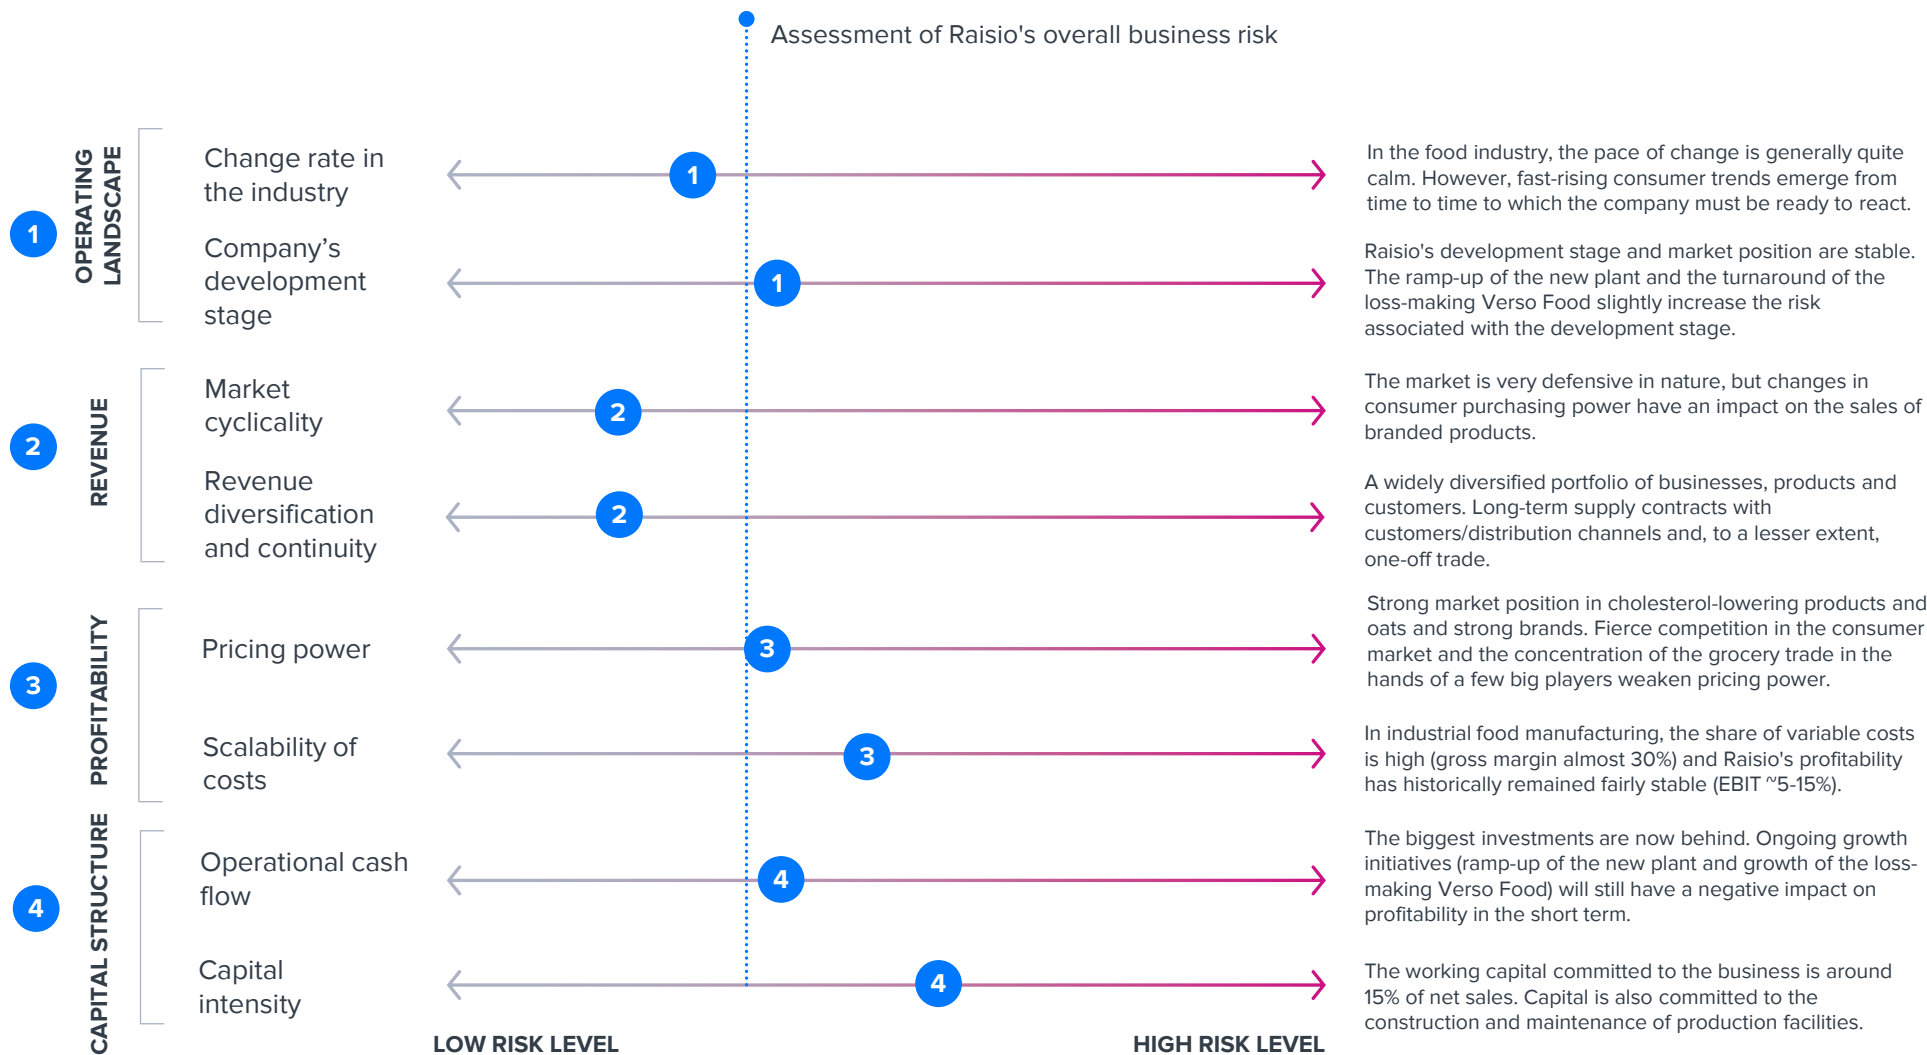 Assessment of Raisio's overall business risk
1
OPERATING
LANDSCAPE
Change rate in
the industry
1
In the food industry, the pace of change is generally quite
calm. However, fast-rising consumer trends emerge from
time to time to which the company must be ready to react.
Company’s
development
stage
1
Raisio's development stage and market position are stable.
The ramp-up of the new plant and the turnaround of the
loss-making Verso Food slightly increase the risk
associated with the development stage.
2
REVENUE
Market
cyclicality
2
The market is very defensive in nature, but changes in
consumer purchasing power have an impact on the sales of
branded products.
Revenue
diversification
and continuity
2
A widely diversified portfolio of businesses, products and
customers. Long-term supply contracts with
customers/distribution channels and, to a lesser extent,
one-off trade.
3
PROFITABILITY
Pricing power
3
Strong market position in cholesterol-lowering products and
oats and strong brands. Fierce competition in the consumer
market and the concentration of the grocery trade in the
hands of a few big players weaken pricing power.
Scalability of
costs
3
In industrial food manufacturing, the share of variable costs
is high (gross margin almost 30%) and Raisio's profitability
has historically remained fairly stable (EBIT ~5-15%).
4
CAPITAL STRUCTURE
Operational cash
flow
4
The biggest investments are now behind. Ongoing growth
initiatives (ramp-up of the new plant and growth of the loss-
making Verso Food) will still have a negative impact on
profitability in the short term.
Capital
intensity
4
The working capital committed to the business is around
15% of net sales. Capital is also committed to the
construction and maintenance of production facilities.
LOW RISK LEVEL
HIGH RISK LEVEL